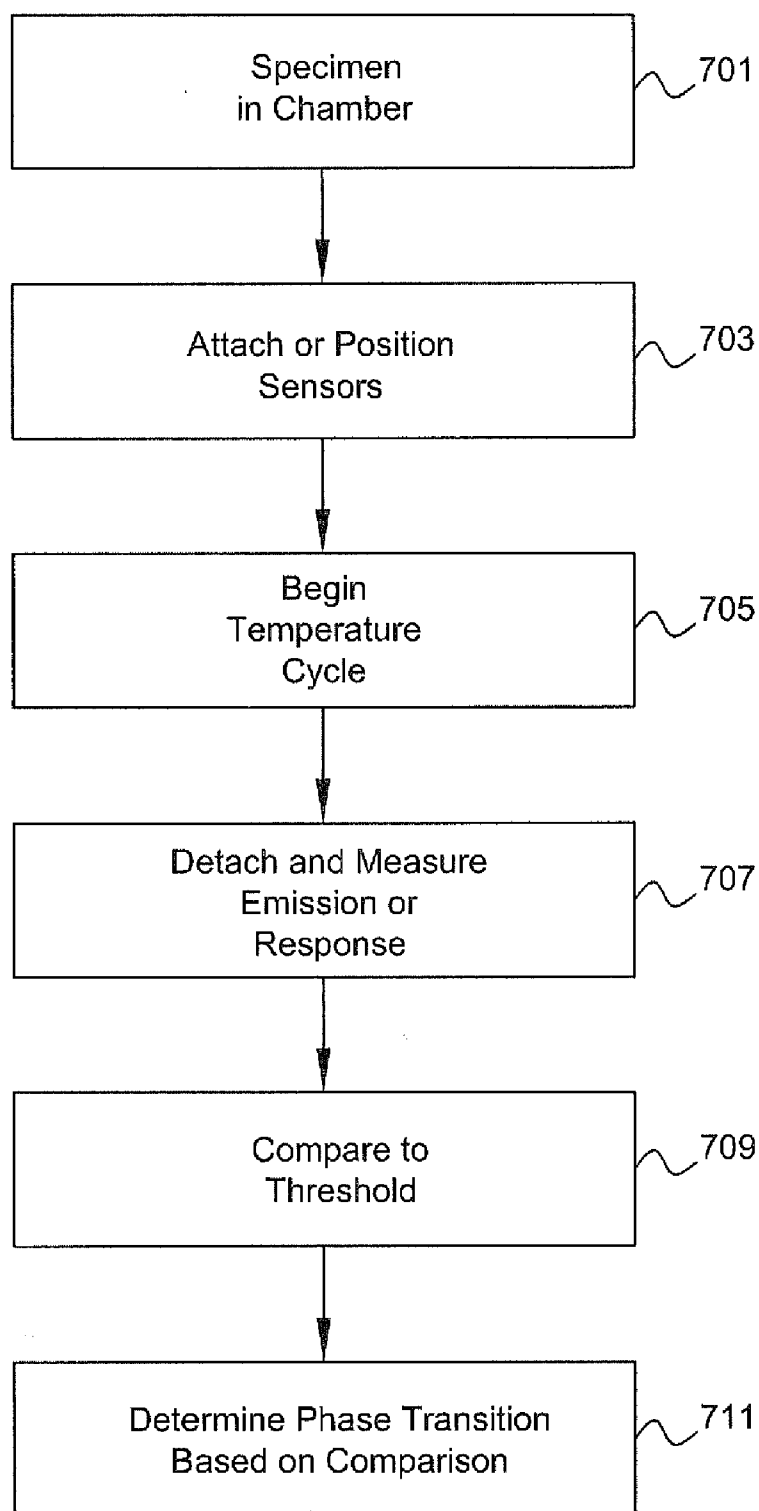 Specimen
in Chamber
701
Attach or Position
Sensors
703
Begin
Temperature
Cycle
705
Detach and Measure
Emission or
Response
707
Compare to
Threshold
709
Determine Phase Transition
Based on Comparison
711